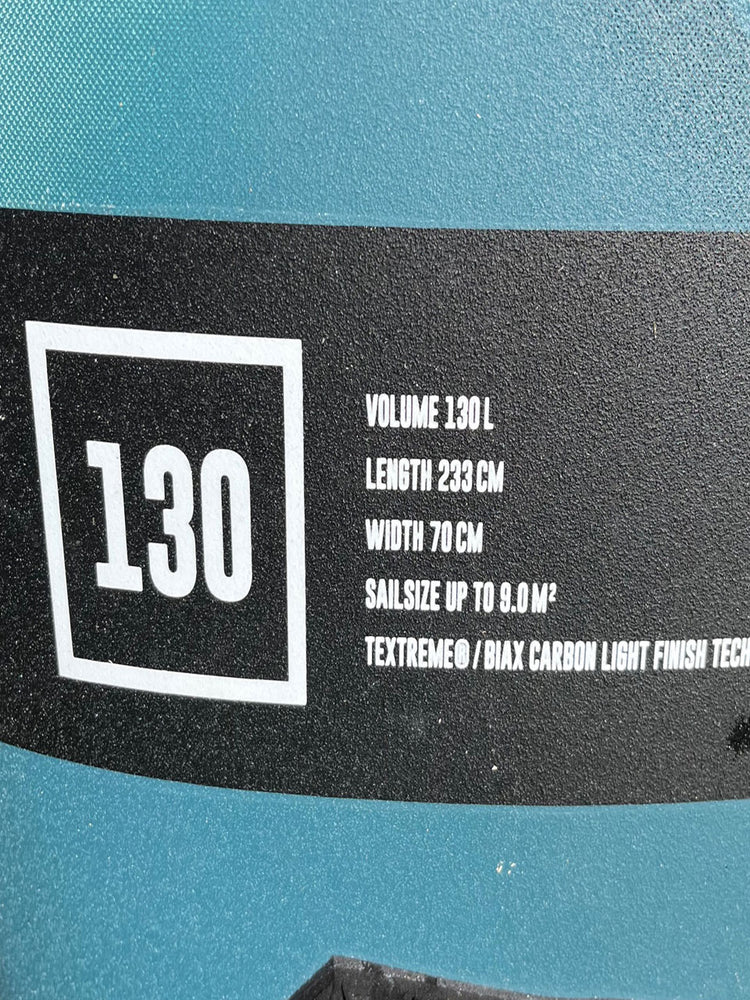 130
VOLUME 130 L
LENGTH 233 CM
WIDTH 70 CM
SAILSIZE UP TO 9.0 M²
TEXTREME® / BIAX CARBON LIGHT FINISH TECH